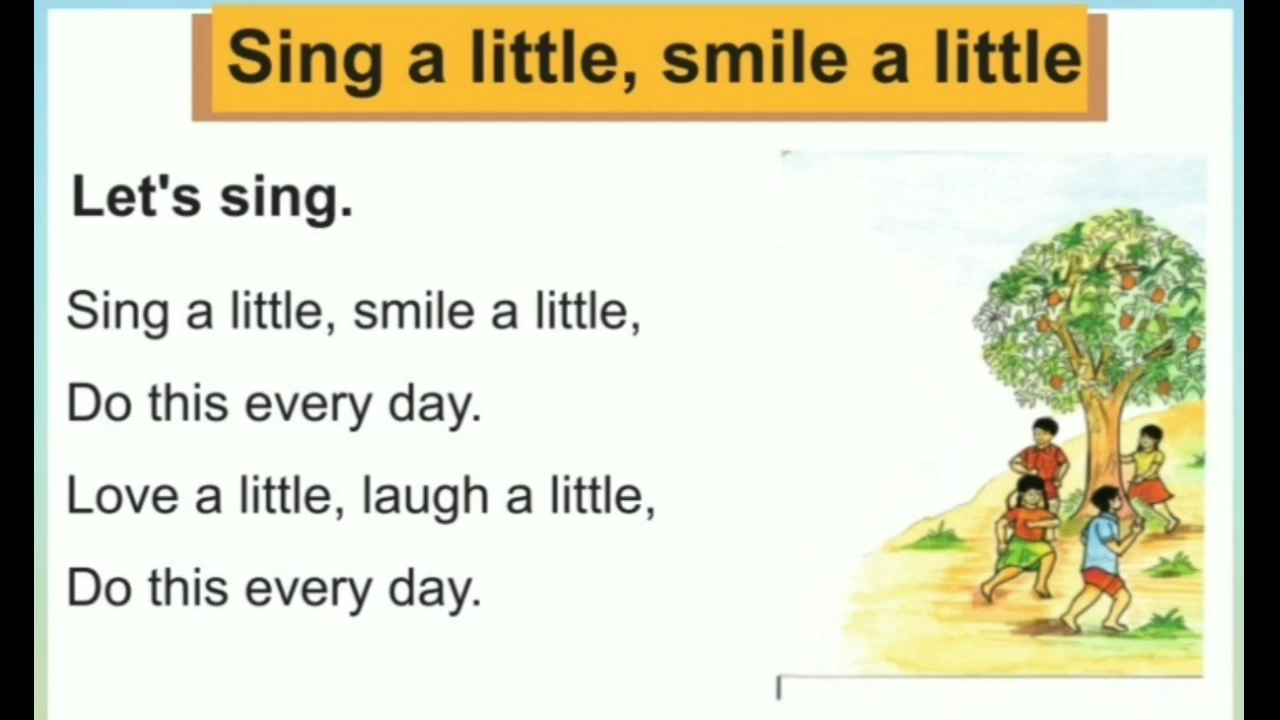 Sing a little, smile a little
Let's sing.
Sing a little, smile a little,
Do this every day.
Love a little, laugh a little,
Do this every day.